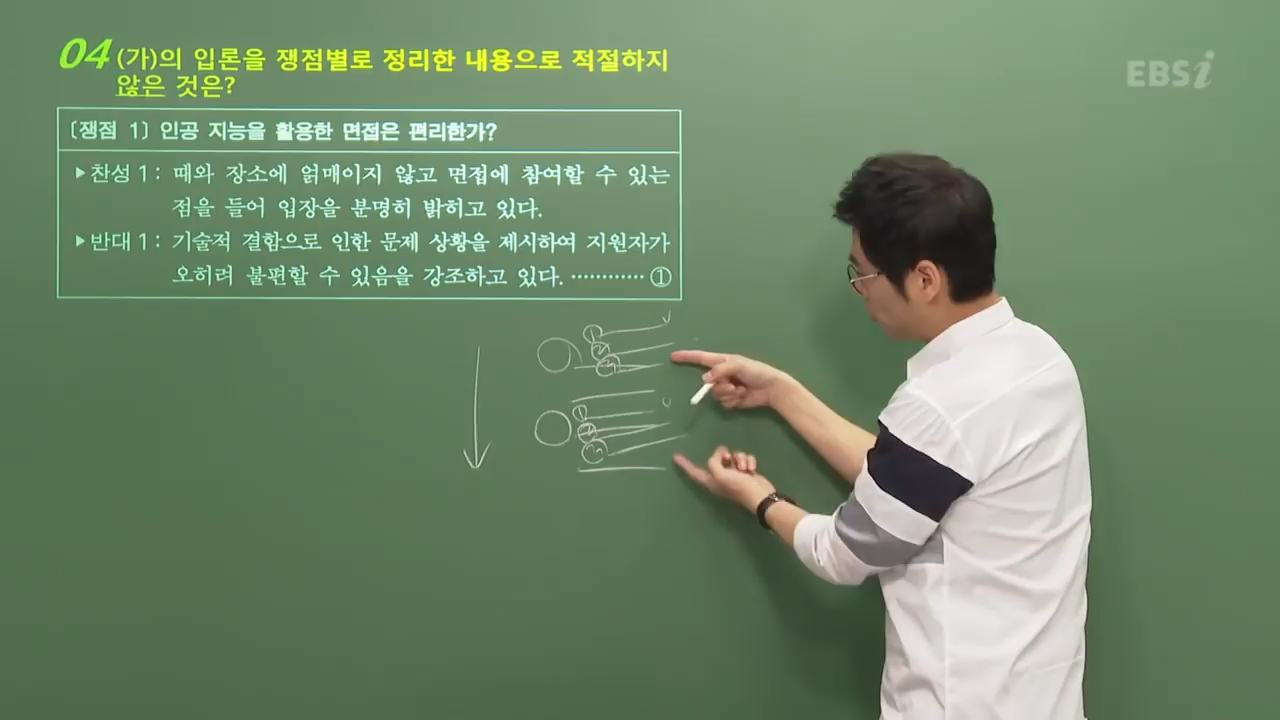 04 (가)의 입론을 쟁점별로 정리한 내용으로 적절하지
않은 것은?
EBSi
[쟁점 1] 인공 지능을 활용한 면접은 편리한가?
▶찬성 1: 때와 장소에 얽매이지 않고 면접에 참여할 수 있는
점을 들어 입장을 분명히 밝히고 있다.
▶반대 1: 기술적 결함으로 인한 문제 상황을 제시하여 지원자가
오히려 불편할 수 있음을 강조하고 있다. ············ ①
①
②
③
①
②
③